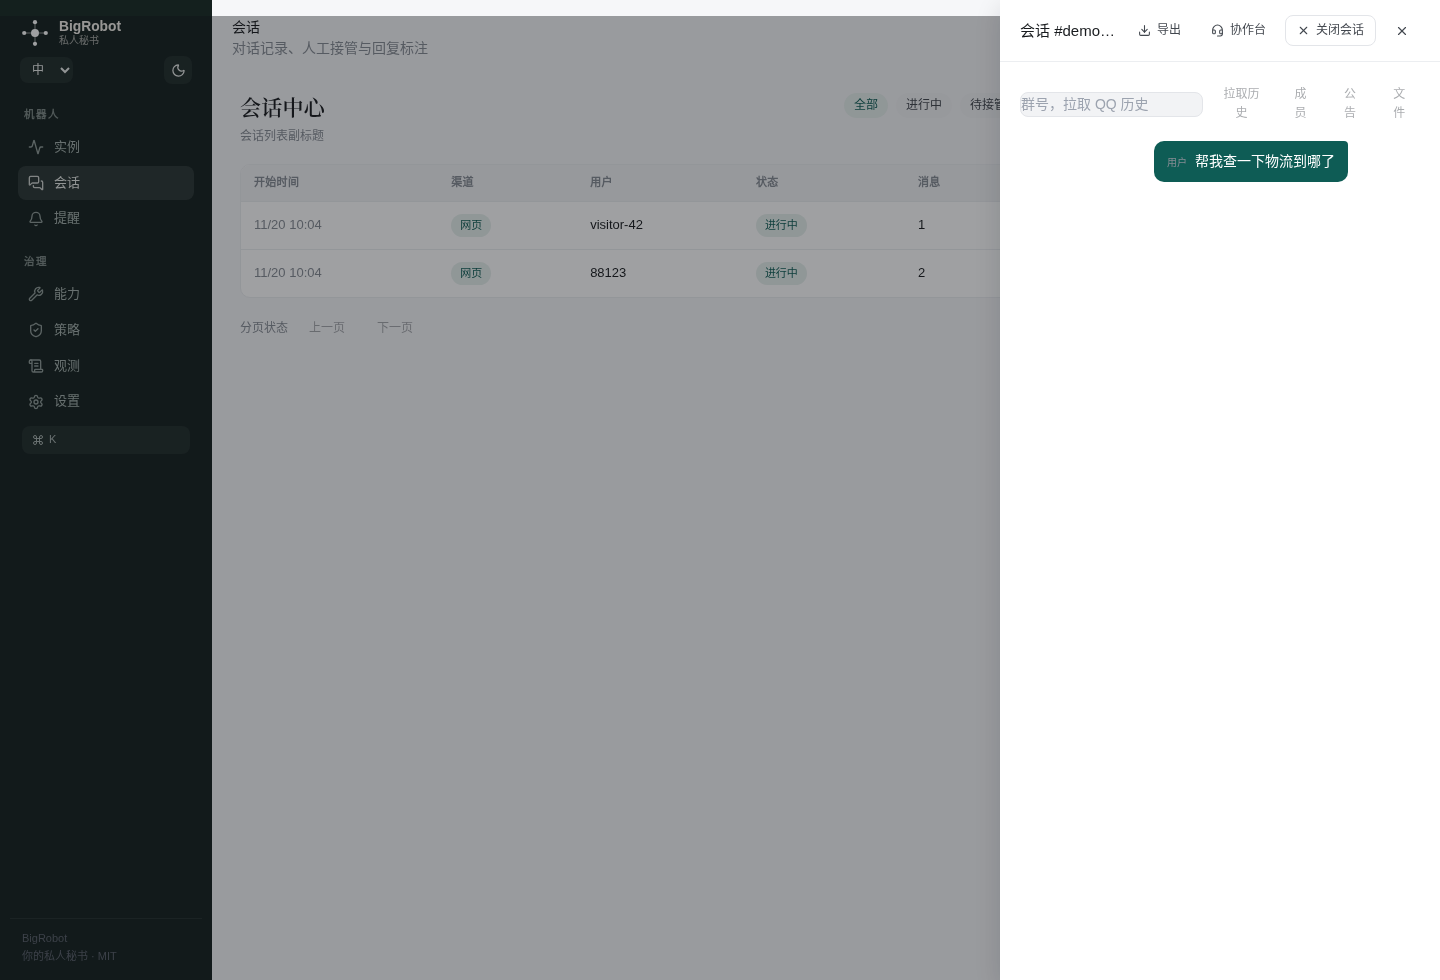 BigRobot
私人秘书
中
机器人
实例
会话
提醒
治理
能力
策略
观测
设置
⌘ K
BigRobot
你的私人秘书 · MIT
会话
对话记录、人工接管与回复标注
会话中心
会话列表副标题
全部 进行中 待接管
开始时间 渠道 用户 状态 消息
11/20 10:04 网页 visitor-42 进行中 1
11/20 10:04 网页 88123 进行中 2
分页状态 上一页 下一页
会话 #demo… 导出 协作台 关闭会话
群号，拉取 QQ 历史
拉取历史
成员
公告
文件
用户 帮我查一下物流到哪了